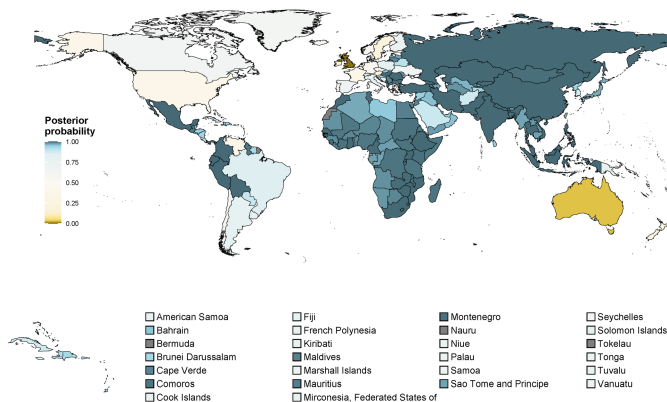 Posterior
probability
1.00
0.75
0.50
0.25
0.00
American Samoa
Bahrain
Bermuda
Brunei Darussalam
Cape Verde
Comoros
Cook Islands
Fiji
French Polynesia
Kiribati
Maldives
Marshall Islands
Mauritius
Mirconesia, Federated States of
Montenegro
Nauru
Niue
Palau
Samoa
Sao Tome and Principe
Seychelles
Solomon Islands
Tokelau
Tonga
Tuvalu
Vanuatu